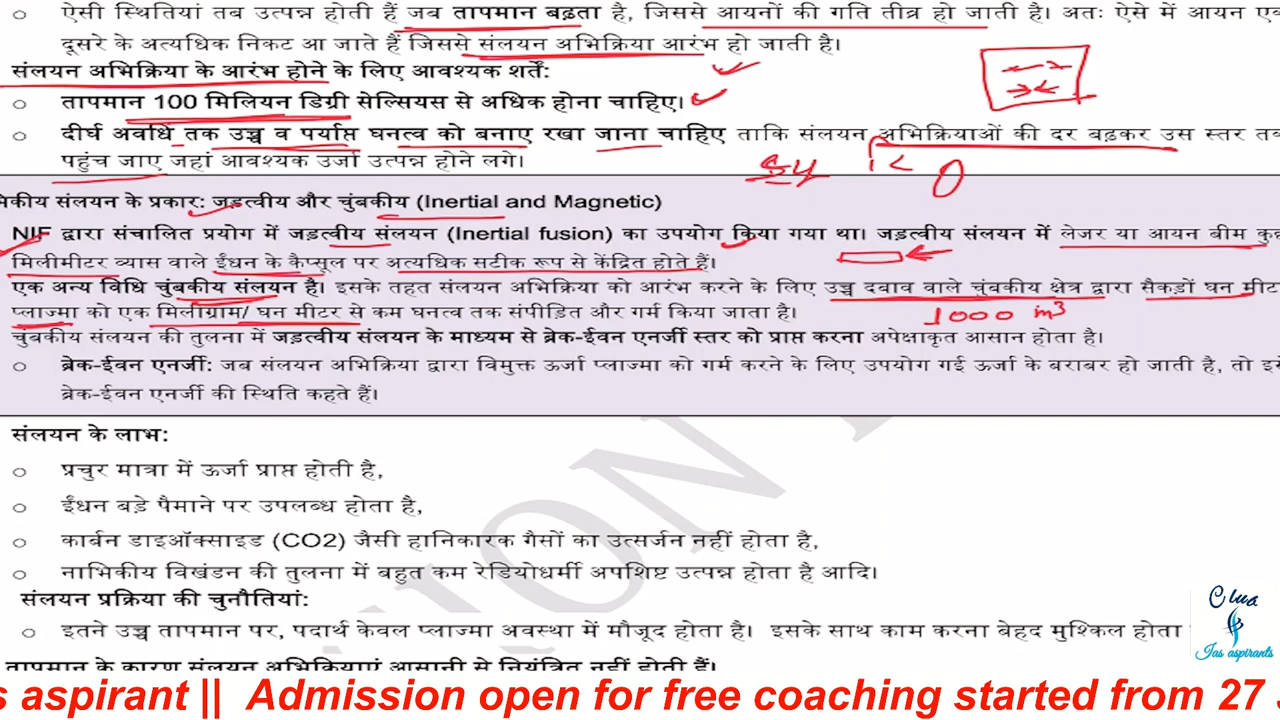 ऐसी स्थितियां तब उत्पन्न होती हैं जब तापमान बढ़ता है, जिससे आयनों की गति तीव्र हो जाती है। अतः ऐसे में आयन
दूसरे के अत्यधिक निकट आ जाते हैं जिससे संलयन अभिक्रिया आरंभ हो जाती है।
संलयन अभिक्रिया के आरंभ होने के लिए आवश्यक शर्तें:
तापमान 100 मिलियन डिग्री सेल्सियस से अधिक होना चाहिए।
दीर्घ अवधि तक उच्च व पर्याप्त घनत्व को बनाए रखा जाना चाहिए ताकि संलयन अभिक्रियाओं की दर बढ़कर उस स्तर
पहुंच जाए जहां आवश्यक उर्जा उत्पन्न होने लगे।
के प्रकार: जड़त्वीय और चुंबकीय (Inertial and Magnetic)
NIF द्वारा संचालित प्रयोग में जड़त्वीय संलयन (Inertial fusion) का उपयोग किया गया था। जड़त्वीय संलयन में लेजर या आयन बीम
मिलीमीटर व्यास वाले ईंधन के कैप्सूल पर अत्यधिक सटीक रूप से केंद्रित होते हैं।
एक अन्य विधि चुंबकीय संलयन है। इसके तहत संलयन अभिक्रिया को आरंभ करने के लिए उच्च दबाव वाले चुंबकीय क्षेत्र द्वारा सैकड़ों घन
प्लाज्मा को एक मिलीग्राम/ घन मीटर से कम घनत्व तक संपीड़ित और गर्म किया जाता है।
1000 m³
चुंबकीय संलयन की तुलना में जड़त्वीय संलयन के माध्यम से ब्रेक-ईवन एनर्जी स्तर को प्राप्त करना अपेक्षाकृत आसान होता है।
ब्रेक-ईवन एनर्जी: जब संलयन अभिक्रिया द्वारा विमुक्त ऊर्जा प्लाज्मा को गर्म करने के लिए उपयोग गई ऊर्जा के बराबर हो जाती है, तो
ब्रेक-ईवन एनर्जी की स्थिति कहते हैं।
संलयन के लाभ:
प्रचुर मात्रा में ऊर्जा प्राप्त होती है,
ईंधन बड़े पैमाने पर उपलब्ध होता है,
कार्बन डाइऑक्साइड (CO2) जैसी हानिकारक गैसों का उत्सर्जन नहीं होता है,
नाभिकीय विखंडन की तुलना में बहुत कम रेडियोधर्मी अपशिष्ट उत्पन्न होता है आदि।
संलयन प्रक्रिया की चुनौतियां:
इतने उच्च तापमान पर, पदार्थ केवल प्लाज्मा अवस्था में मौजूद होता है। इसके साथ काम करना बेहद मुश्किल होता
तापमान के कारण संलयन अभिक्रियाएं आसानी से नियंत्रित नहीं होती हैं।
Ias aspirants
aspirant || Admission open for free coaching started from 27